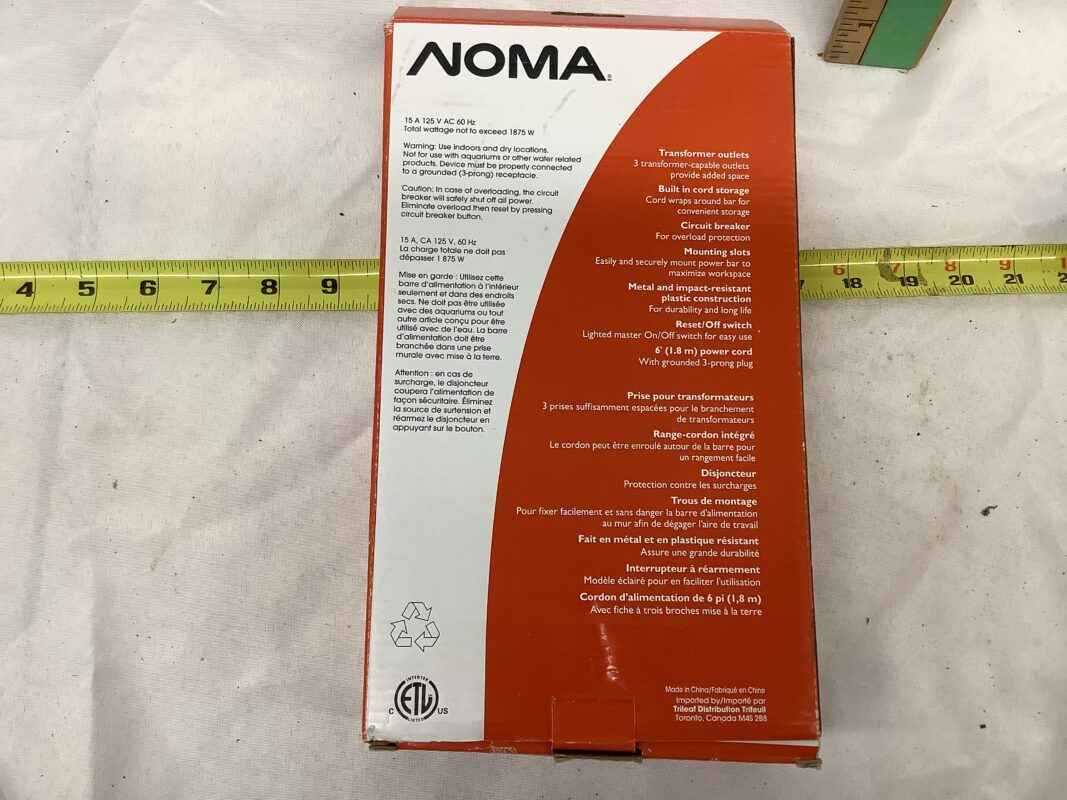 NOMA®
15 A 125 V AC 60 Hz
Total wattage not to exceed 1875 W
Warning: Use indoors and dry locations.
Not for use with aquariums or other water related
products. Device must be properly connected
to a grounded (3-prong) receptacle.
Caution: In case of overloading, the circuit
breaker will safely shut off all power.
Eliminate overload then reset by pressing
circuit breaker button.
15 A, CA 125 V, 60 Hz
La charge totale ne doit pas
dépasser 1 875 W
Mise en garde : Utilisez cette
barre d'alimentation à l'intérieur
seulement et dans des endroits
secs. Ne doit pas être utilisée
avec des aquariums ou tout
autre article conçu pour être
utilisé avec de l'eau. La barre
d'alimentation doit être
branchée dans une prise
murale avec mise à la terre.
Attention : en cas de
surcharge, le disjoncteur
coupera l'alimentation de
façon sécuritaire. Éliminez
la source de surtension et
réarmez le disjoncteur en
appuyant sur le bouton.
Transformer outlets
3 transformer-capable outlets
provide added space
Built in cord storage
Cord wraps around bar for
convenient storage
Circuit breaker
For overload protection
Mounting slots
Easily and securely mount power bar to
maximize workspace
Metal and impact-resistant
plastic construction
For durability and long life
Reset/Off switch
Lighted master On/Off switch for easy use
6' (1.8 m) power cord
With grounded 3-prong plug
Prise pour transformateurs
3 prises suffisamment espacées pour le branchement
de transformateurs
Range-cordon intégré
Le cordon peut être enroulé autour de la barre pour
un rangement facile
Disjoncteur
Protection contre les surcharges
Trous de montage
Pour fixer facilement et sans danger la barre d'alimentation
au mur afin de dégager l'aire de travail
Fait en métal et en plastique résistant
Assure une grande durabilité
Interrupteur à réarmement
Modèle éclairé pour en faciliter l'utilisation
Cordon d'alimentation de 6 pi (1,8 m)
Avec fiche à trois broches mise à la terre
INTERTEK
ETL
LISTED
C US
Made in China/Fabriqué en Chine
Imported by/Importé par
Trileaf Distribution Trifeuil
Toronto, Canada M4S 2B8
4 5 6 7 8 9
6 7 8 9
18 19 20 21